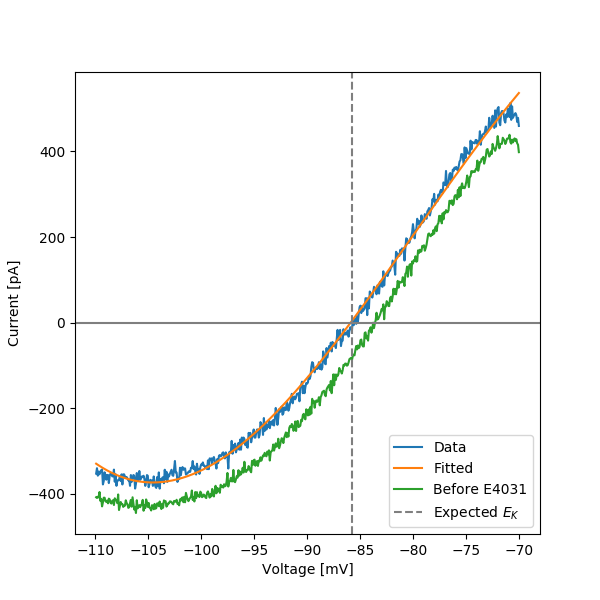 400
200
0
−200
−400
Current [pA]
−110 −105 −100 −95 −90 −85 −80 −75 −70
Voltage [mV]
Data
Fitted
Before E4031
Expected E_K